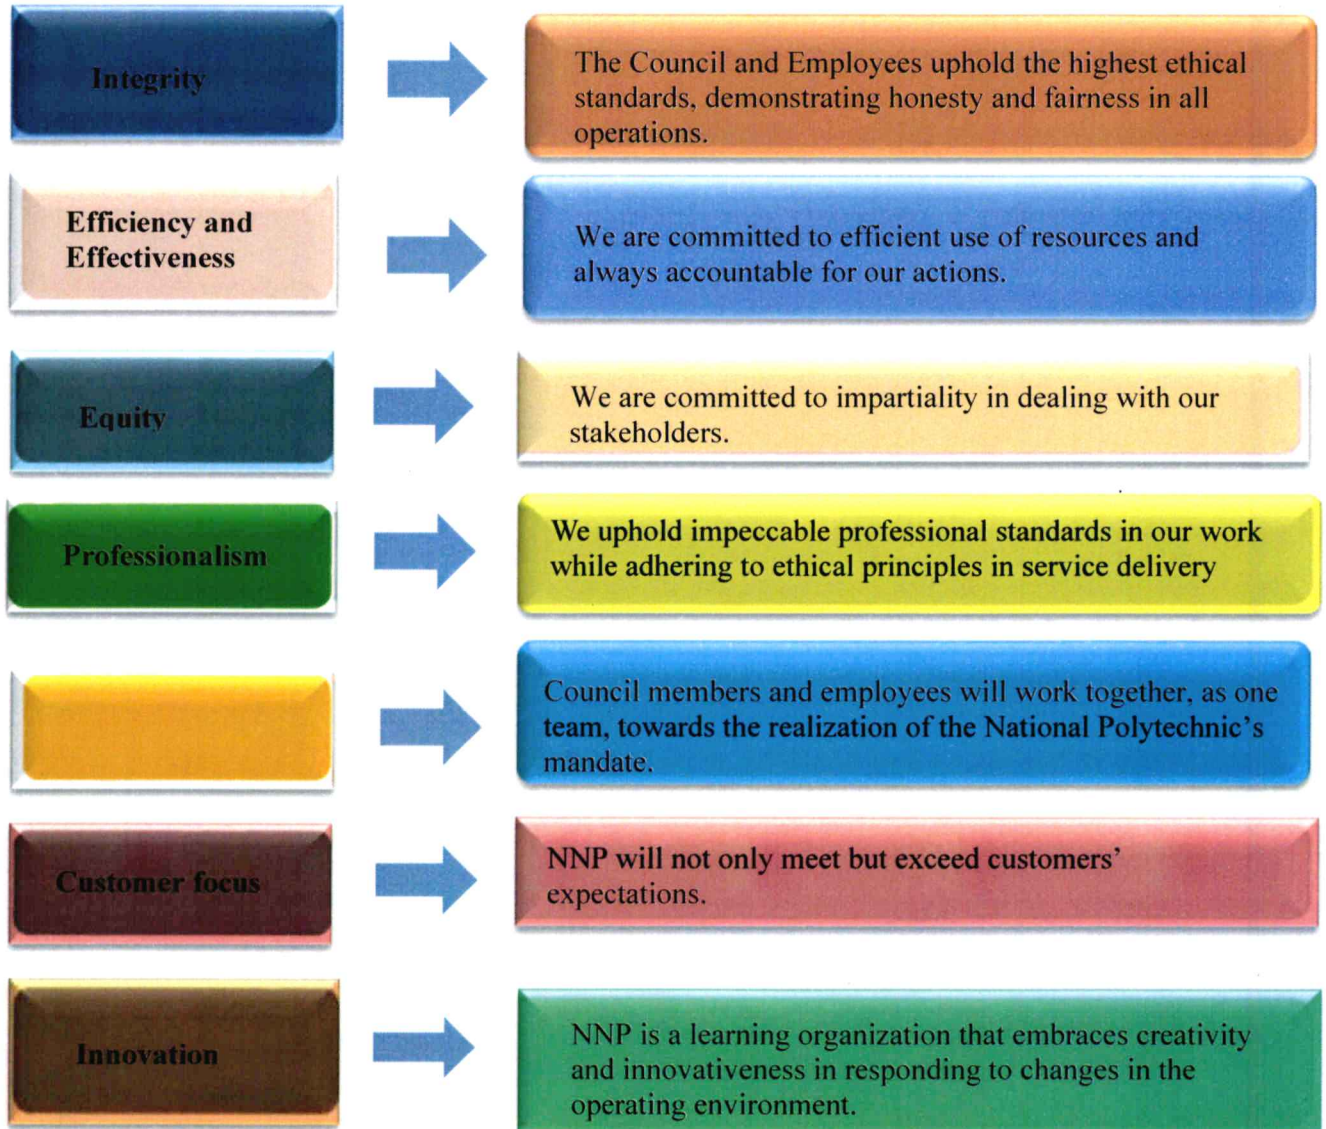 Integrity
The Council and Employees uphold the highest ethical
standards, demonstrating honesty and fairness in all
operations.
Efficiency and
Effectiveness
We are committed to efficient use of resources and
always accountable for our actions.
Equity
We are committed to impartiality in dealing with our
stakeholders.
Professionalism
We uphold impeccable professional standards in our work
while adhering to ethical principles in service delivery
Council members and employees will work together, as one
team, towards the realization of the National Polytechnic's
mandate.
Customer focus
NNP will not only meet but exceed customers'
expectations.
Innovation
NNP is a learning organization that embraces creativity
and innovativeness in responding to changes in the
operating environment.